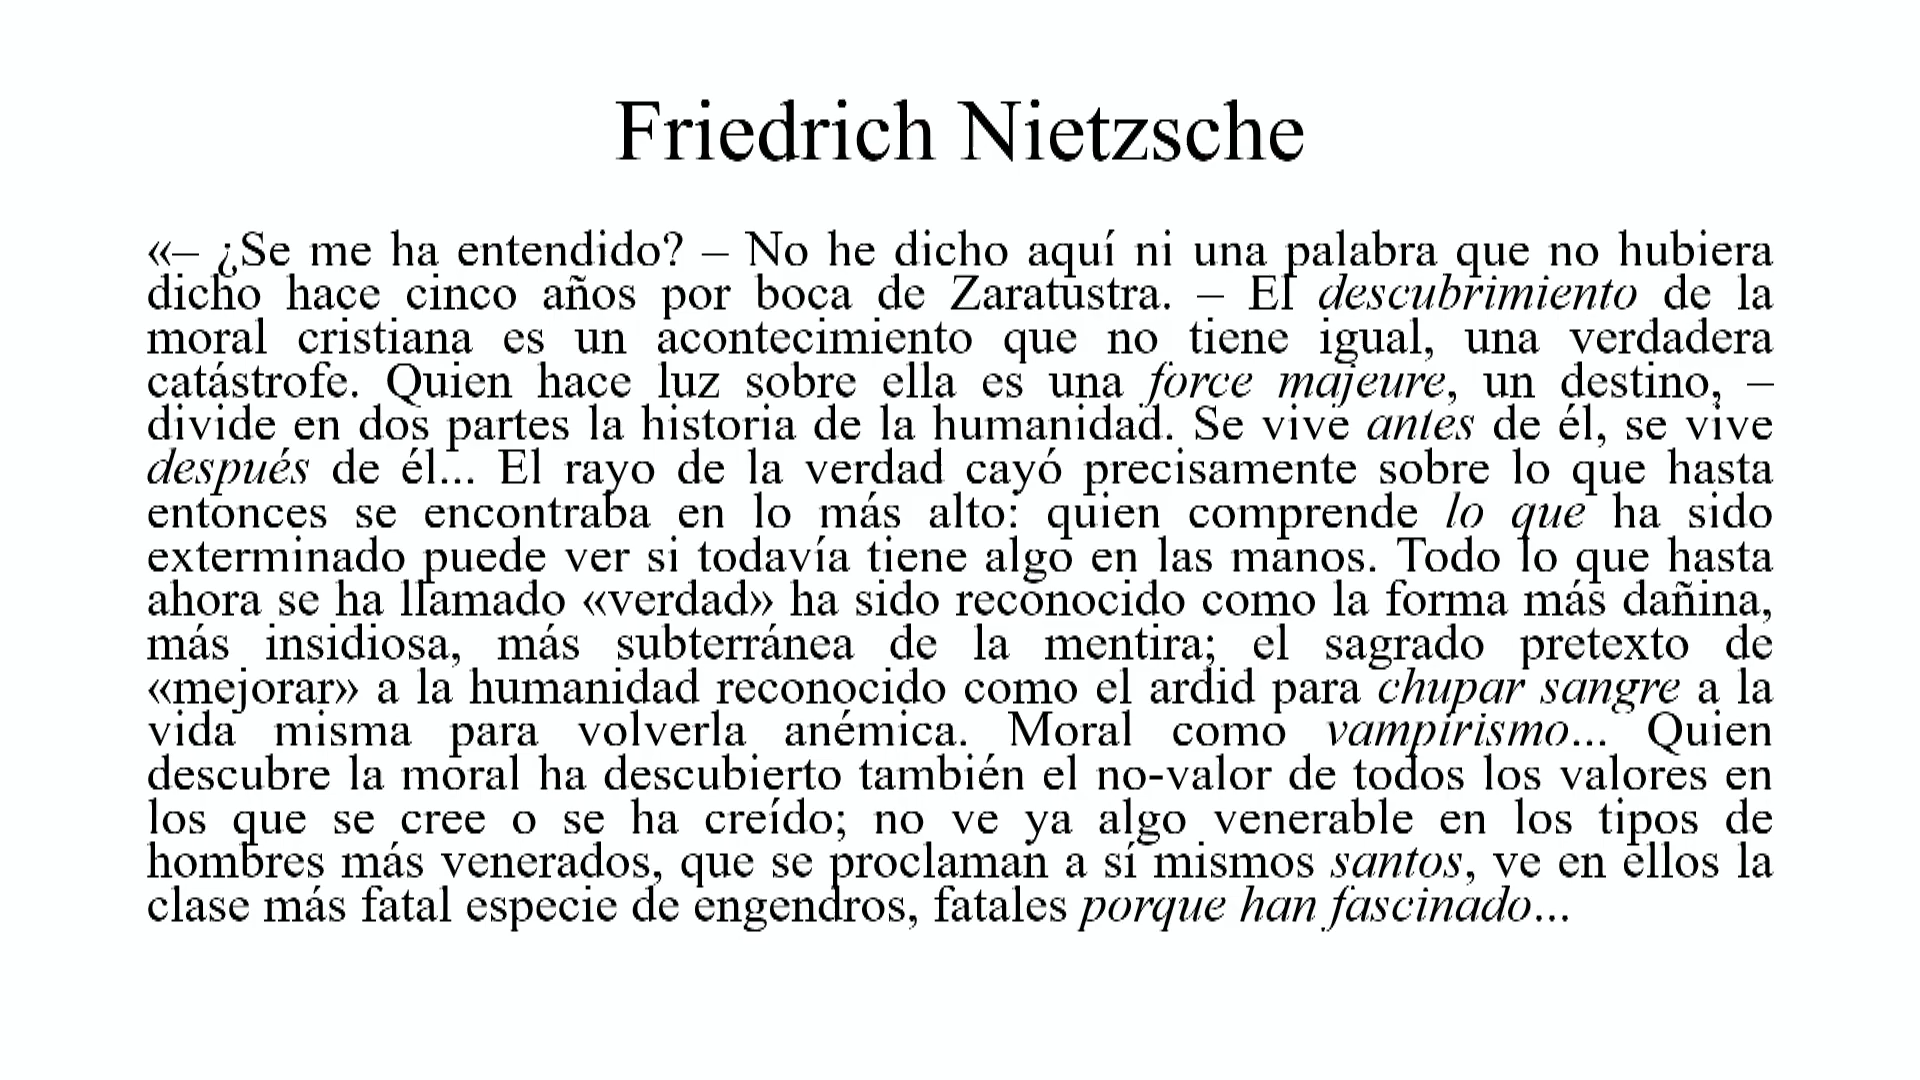 Friedrich Nietzsche
«– ¿Se me ha entendido? – No he dicho aquí ni una palabra que no hubiera
dicho hace cinco años por boca de Zaratustra. – El descubrimiento de la
moral cristiana es un acontecimiento que no tiene igual, una verdadera
catástrofe. Quien hace luz sobre ella es una force majeure, un destino, –
divide en dos partes la historia de la humanidad. Se vive antes de él, se vive
después de él... El rayo de la verdad cayó precisamente sobre lo que hasta
entonces se encontraba en lo más alto: quien comprende lo que ha sido
exterminado puede ver si todavía tiene algo en las manos. Todo lo que hasta
ahora se ha llamado «verdad» ha sido reconocido como la forma más dañina,
más insidiosa, más subterránea de la mentira; el sagrado pretexto de
«mejorar» a la humanidad reconocido como el ardid para chupar sangre a la
vida misma para volverla anémica. Moral como vampirismo... Quien
descubre la moral ha descubierto también el no-valor de todos los valores en
los que se cree o se ha creído; no ve ya algo venerable en los tipos de
hombres más venerados, que se proclaman a sí mismos santos, ve en ellos la
clase más fatal especie de engendros, fatales porque han fascinado...